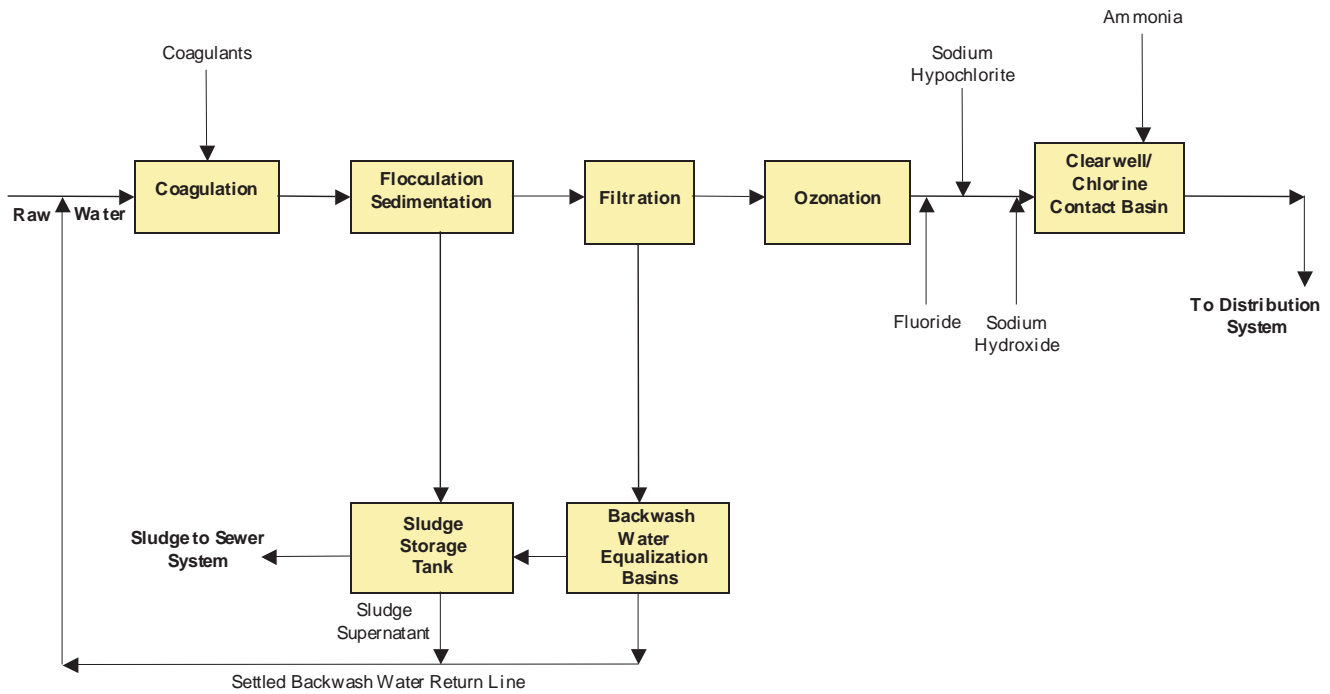 Ammonia
Coagulants
Sodium
Hypochlorite
Coagulation
Flocculation
Sedimentation
Filtration
Ozonation
Clearwell/
Chlorine
Contact Basin
Raw Water
Fluoride
Sodium
Hydroxide
To Distribution
System
Sludge to Sewer
System
Sludge
Storage
Tank
Backwash
Water
Equalization
Basins
Sludge
Supernatant
Settled Backwash Water Return Line